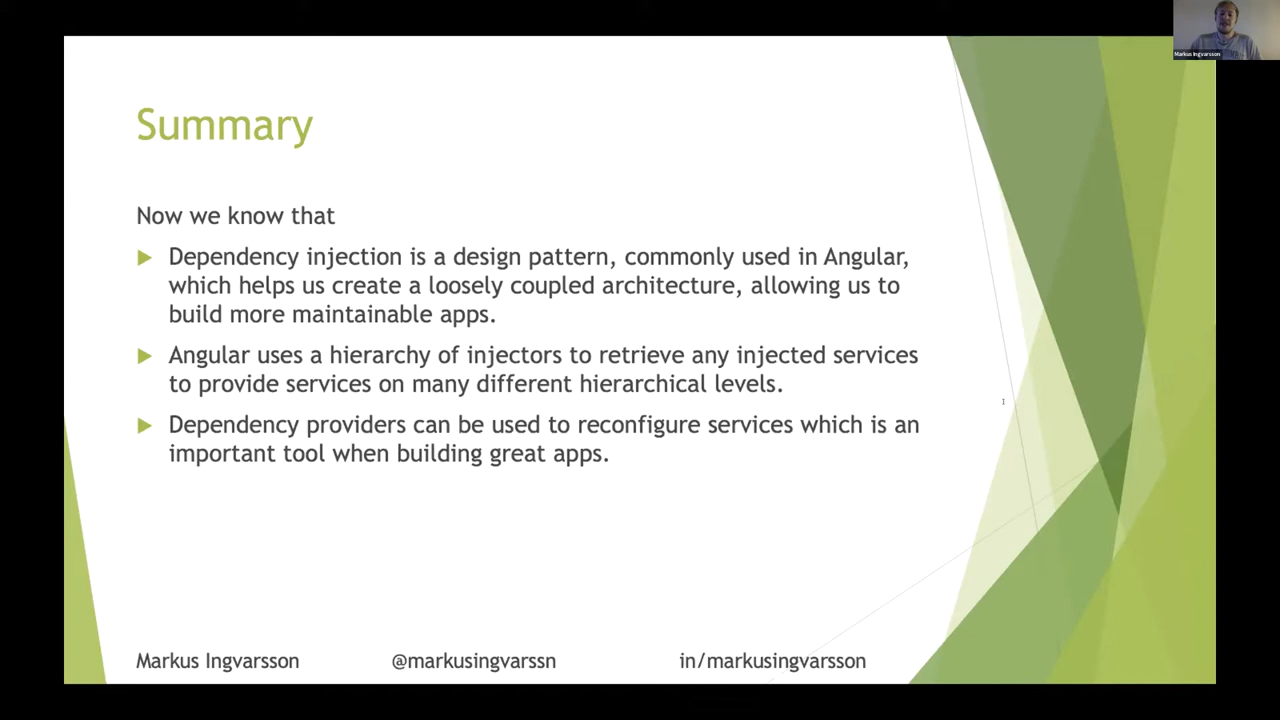 Markus Ingvarsson
Summary
Now we know that
Dependency injection is a design pattern, commonly used in Angular,
which helps us create a loosely coupled architecture, allowing us to
build more maintainable apps.
Angular uses a hierarchy of injectors to retrieve any injected services
to provide services on many different hierarchical levels.
Dependency providers can be used to reconfigure services which is an
important tool when building great apps.
Markus Ingvarsson @markusingvarssn in/markusingvarsson